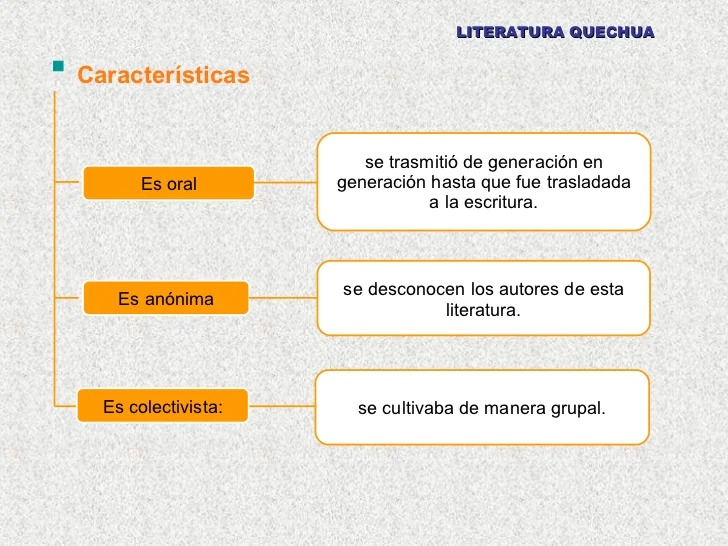 LITERATURA QUECHUA
Características
Es oral
se trasmitió de generación en
generación hasta que fue trasladada
a la escritura.
Es anónima
se desconocen los autores de esta
literatura.
Es colectivista:
se cultivaba de manera grupal.